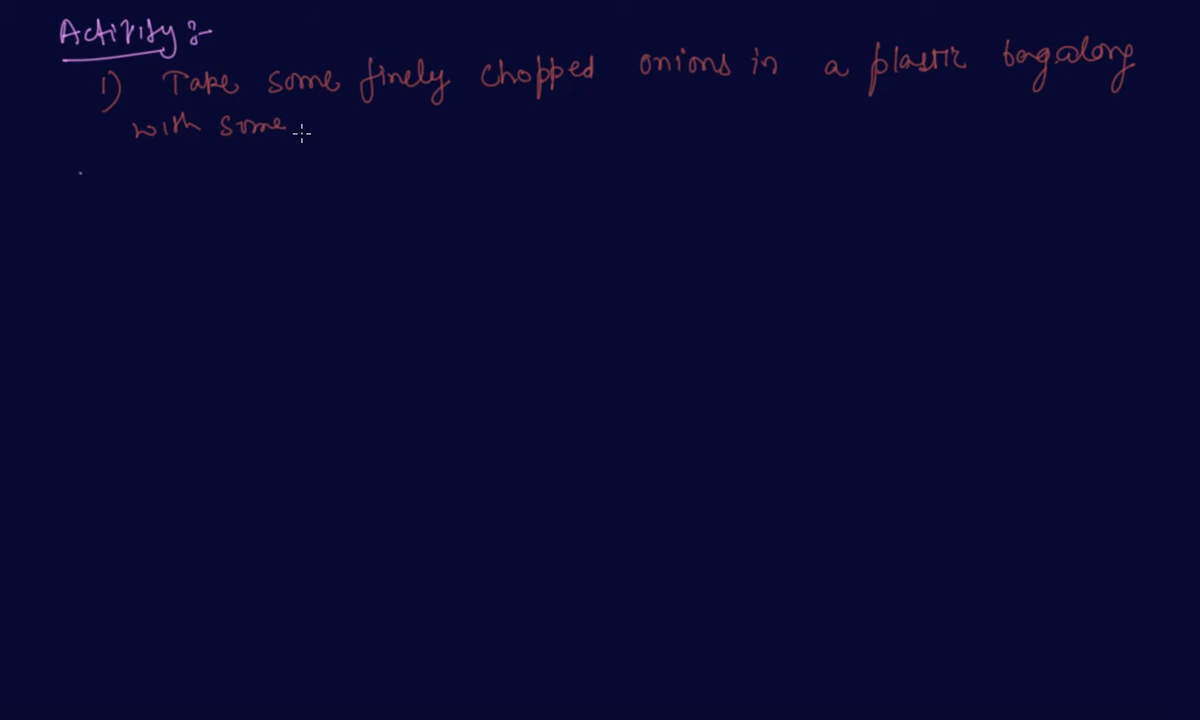 Activity :-
1) Take some finely chopped onions in a plastic bag along
with some